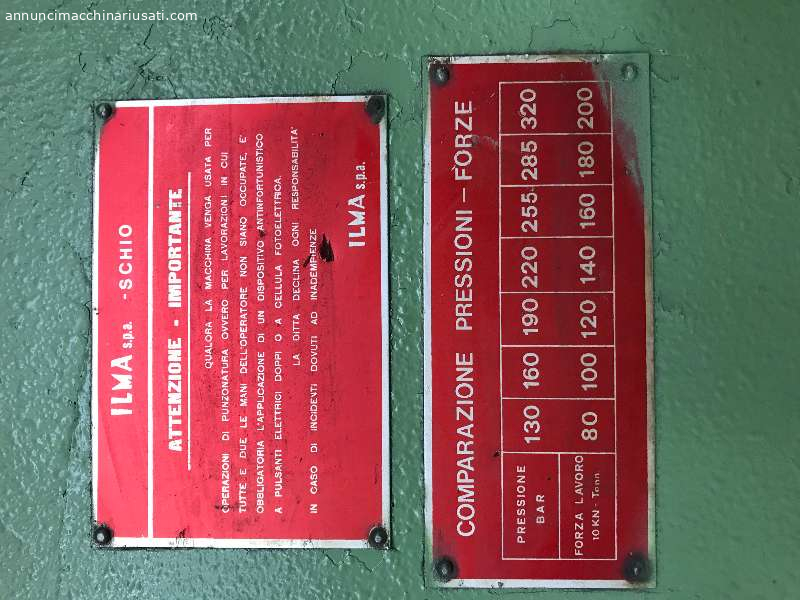 annuncimacchinariusati.com
ILMA s.p.a. - SCHIO
ATTENZIONE - IMPORTANTE
QUALORA LA MACCHINA VENGA USATA PER
OPERAZIONI DI PUNZONATURA OVVERO PER LAVORAZIONI IN CUI
TUTTE E DUE LE MANI DELL'OPERATORE NON SIANO OCCUPATE, E'
OBBLIGATORIA L'APPLICAZIONE DI UN DISPOSITIVO ANTINFORTUNISTICO
A PULSANTI ELETTRICI DOPPI O A CELLULA FOTOELETTRICA.
LA DITTA DECLINA OGNI RESPONSABILITA'
IN CASO DI INCIDENTI DOVUTI AD INADEMPIENZE
ILMA s.p.a.
COMPARAZIONE PRESSIONI - FORZE
PRESSIONE BAR 130 160 190 220 255 285 320
FORZA LAVORO 10 KN - Tonn. 80 100 120 140 160 180 200